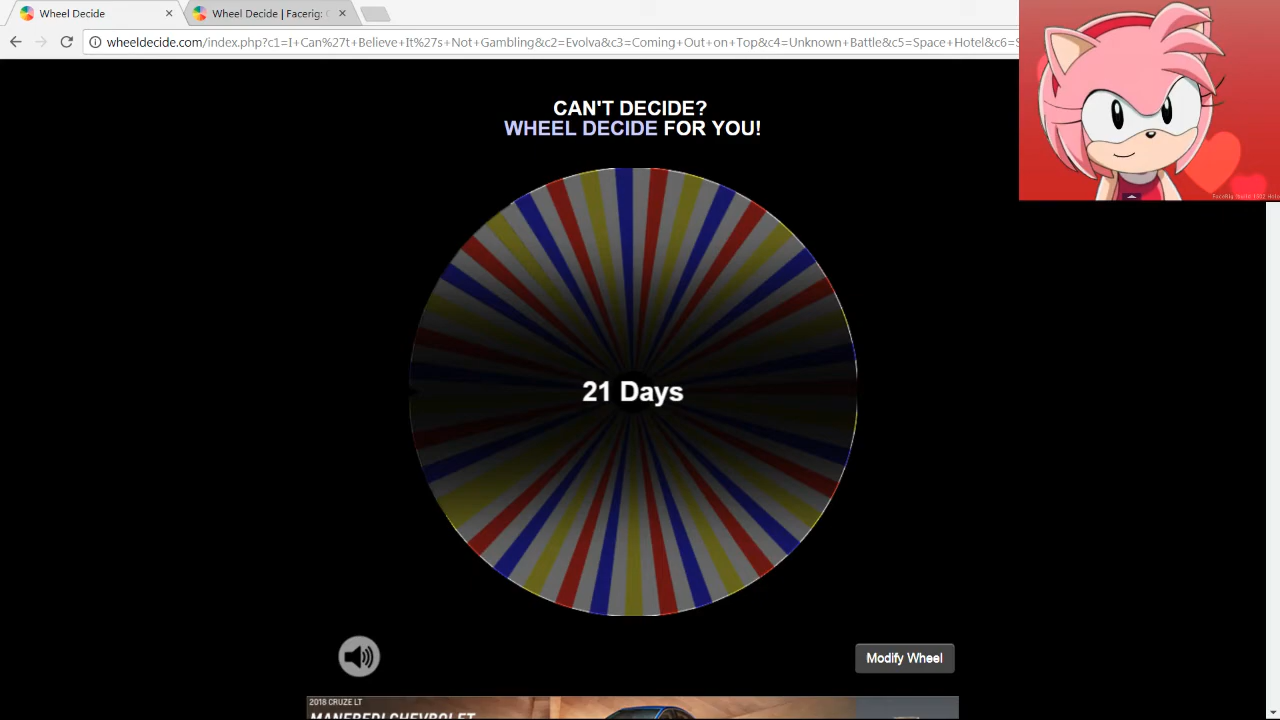 Wheel Decide
Wheel Decide | Facerig: 
wheeldecide.com/index.php?c1=I+Can%27t+Believe+It%27s+Not+Gambling&c2=Evolva&c3=Coming+Out+on+Top&c4=Unknown+Battle&c5=Space+Hotel&c6=S
CAN'T DECIDE?
WHEEL DECIDE FOR YOU!
21 Days
Modify Wheel
2018 CRUZE LT
MANFREDI CHEVROLET